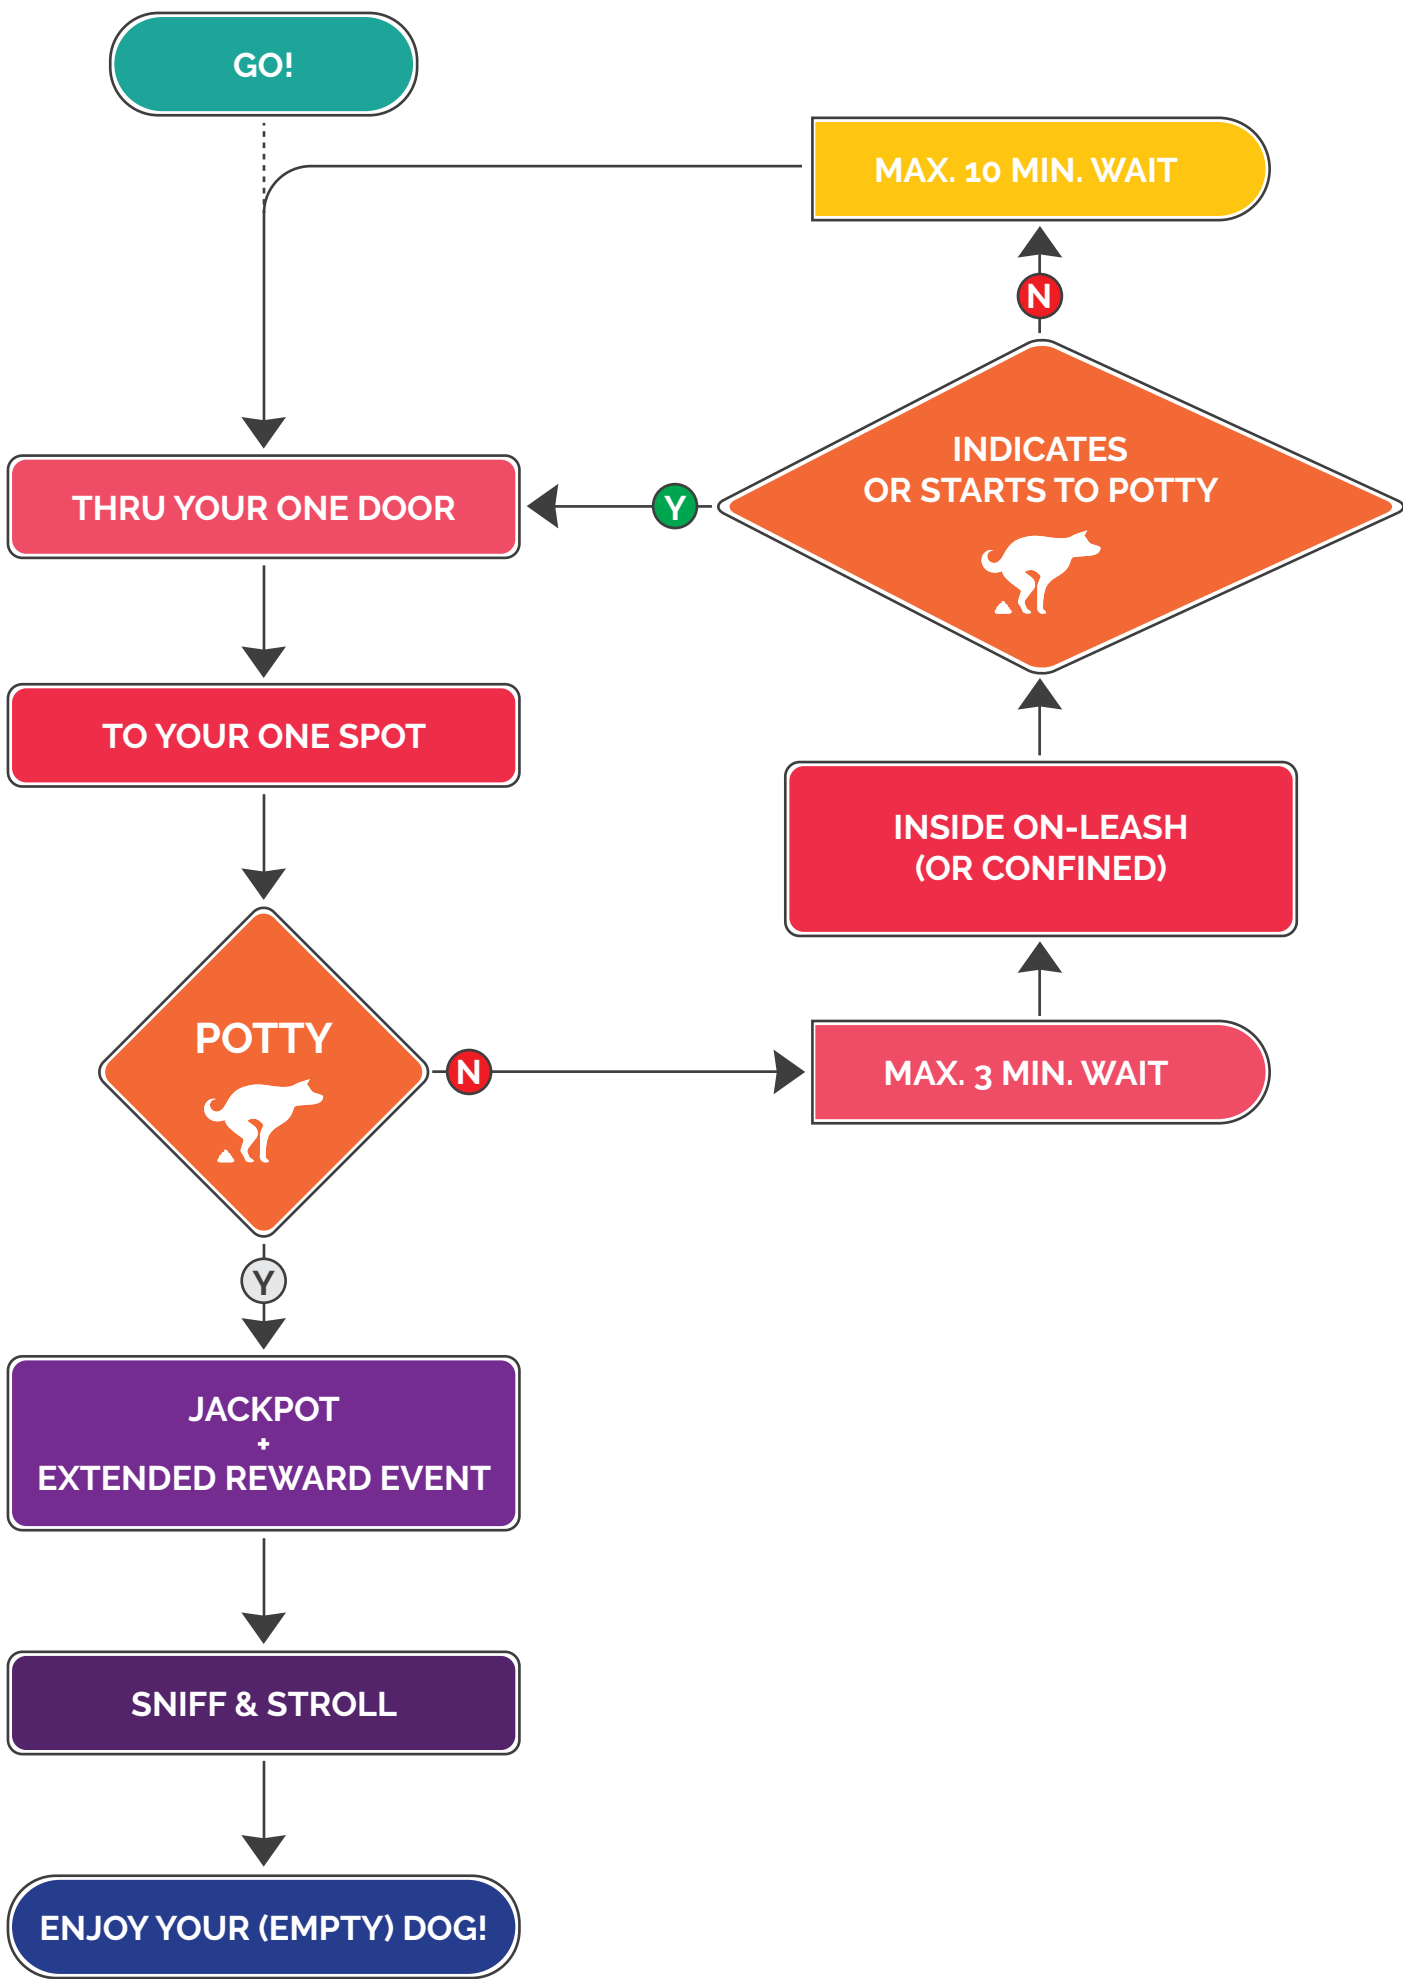 GO!
MAX. 10 MIN. WAIT
N
INDICATES
OR STARTS TO POTTY
Y
THRU YOUR ONE DOOR
TO YOUR ONE SPOT
INSIDE ON-LEASH
(OR CONFINED)
POTTY
N
MAX. 3 MIN. WAIT
Y
JACKPOT
+
EXTENDED REWARD EVENT
SNIFF & STROLL
ENJOY YOUR (EMPTY) DOG!